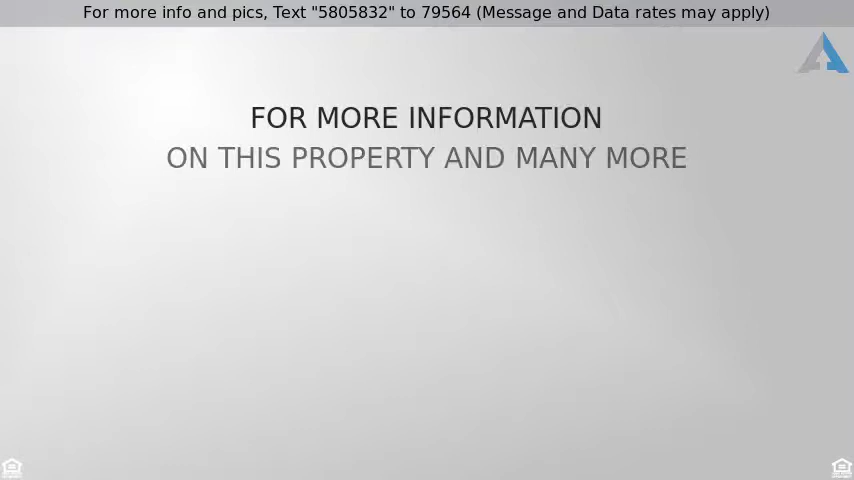 For more info and pics, Text "5805832" to 79564 (Message and Data rates may apply)
FOR MORE INFORMATION
ON THIS PROPERTY AND MANY MORE